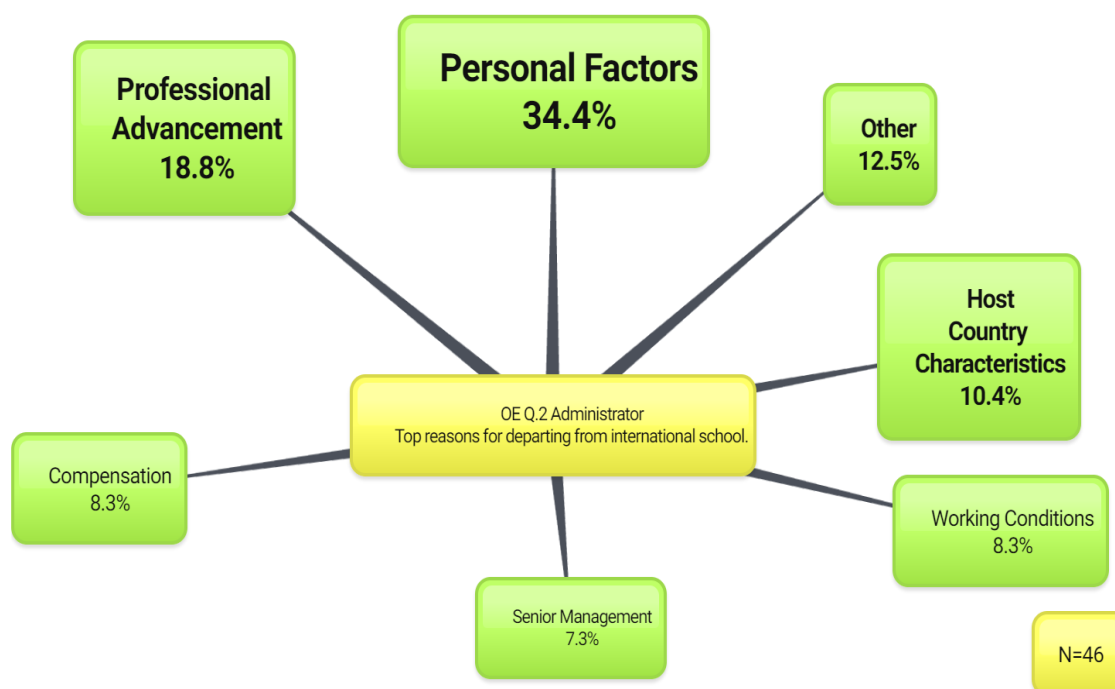 Professional
Advancement
18.8%
Personal Factors
34.4%
Other
12.5%
Host
Country
Characteristics
10.4%
OE Q.2 Administrator
Top reasons for departing from international school.
Compensation
8.3%
Working Conditions
8.3%
Senior Management
7.3%
N=46